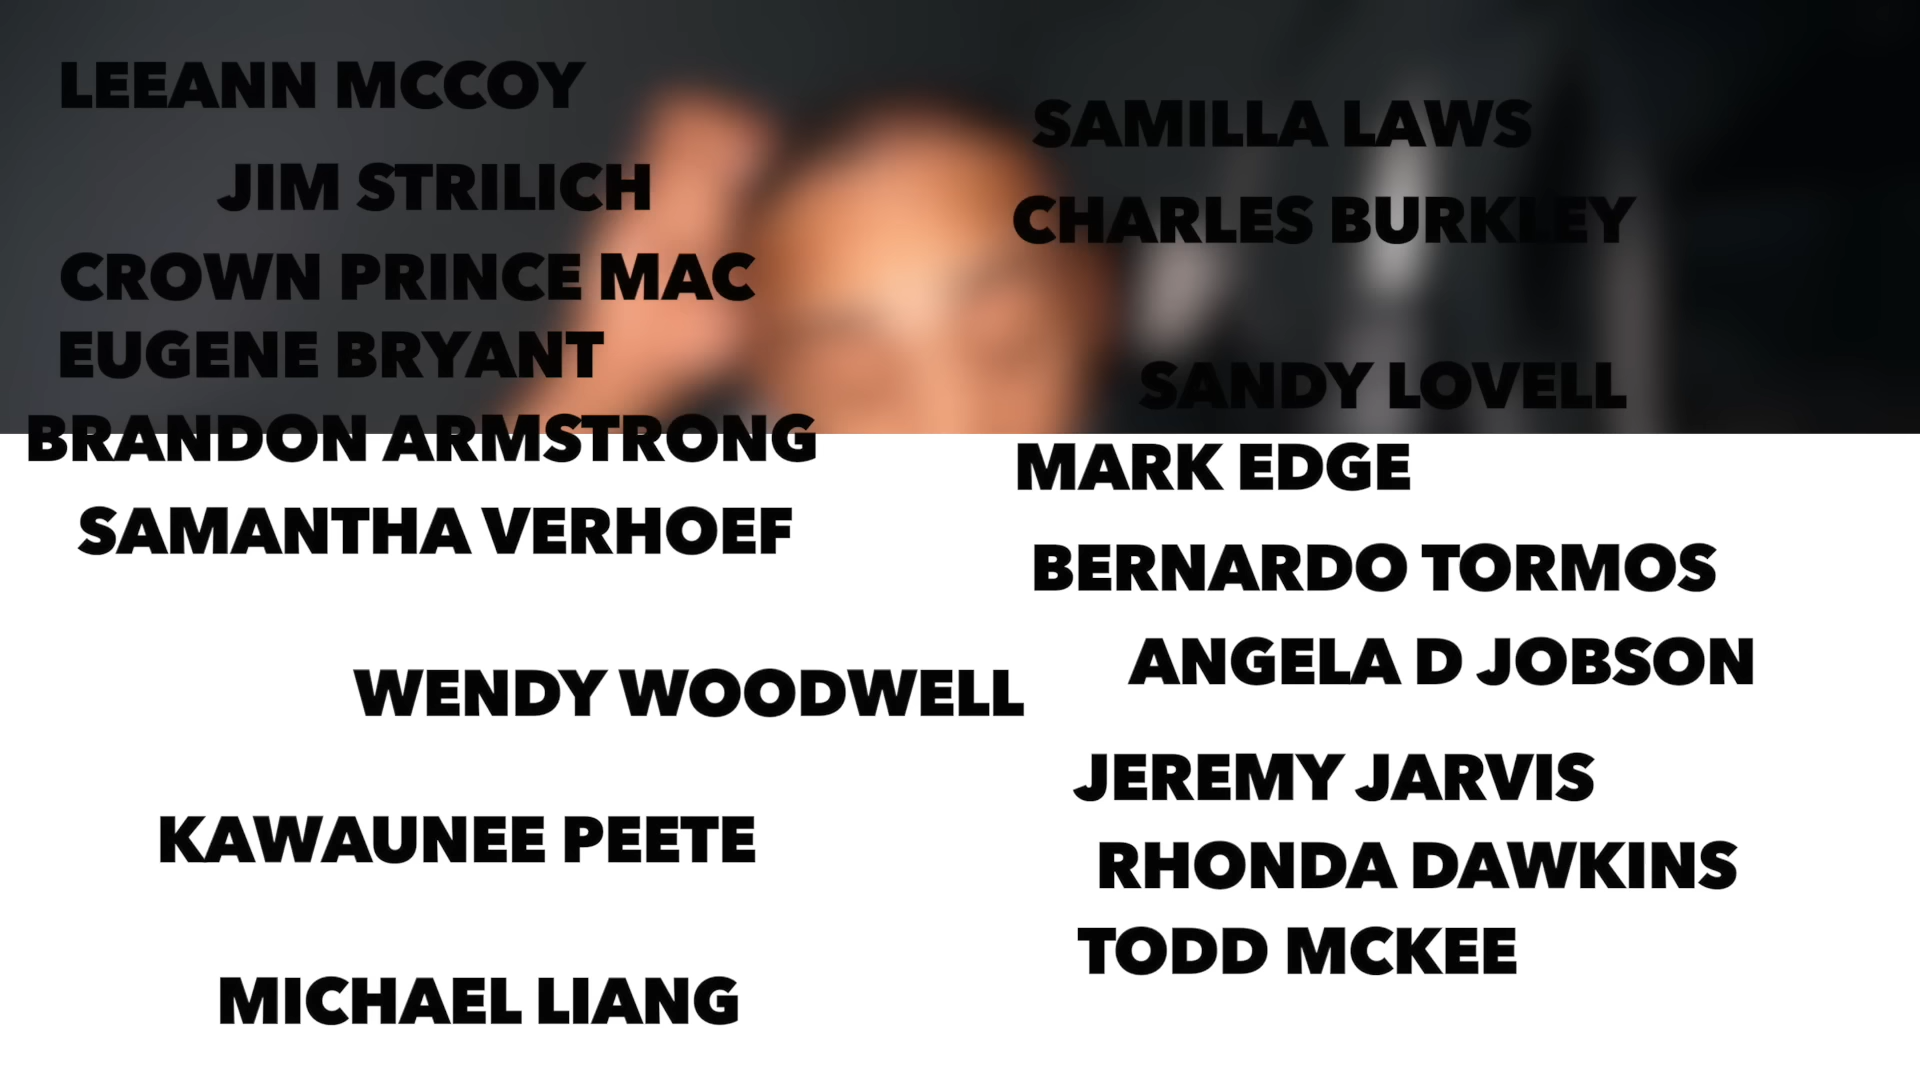 LEEANN MCCOY
JIM STRILICH
CROWN PRINCE MAC
EUGENE BRYANT
BRANDON ARMSTRONG
SAMANTHA VERHOEF
WENDY WOODWELL
KAWAUNEE PEETE
MICHAEL LIANG
SAMILLA LAWS
CHARLES BURKLEY
SANDY LOVELL
MARK EDGE
BERNARDO TORMOS
ANGELA D JOBSON
JEREMY JARVIS
RHONDA DAWKINS
TODD MCKEE